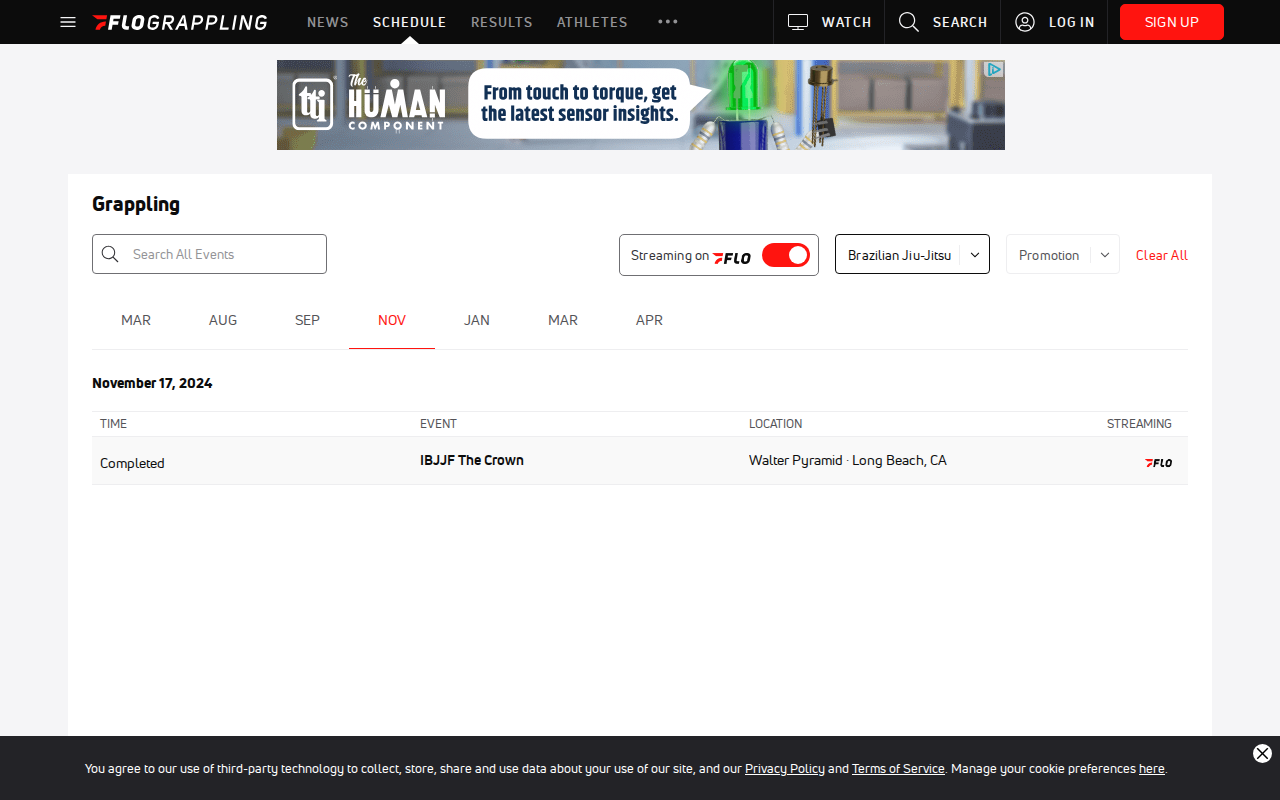 FLOGRAPPLING NEWS SCHEDULE RESULTS ATHLETES ••• WATCH SEARCH LOG IN SIGN UP
tti The HUMAN COMPONENT From touch to torque, get the latest sensor insights.
Grappling
Search All Events Streaming on FLO Brazilian Jiu-Jitsu Promotion Clear All
MAR AUG SEP NOV JAN MAR APR
November 17, 2024
TIME EVENT LOCATION STREAMING
Completed IBJJF The Crown Walter Pyramid · Long Beach, CA FLO
You agree to our use of third-party technology to collect, store, share and use data about your use of our site, and our Privacy Policy and Terms of Service. Manage your cookie preferences here.